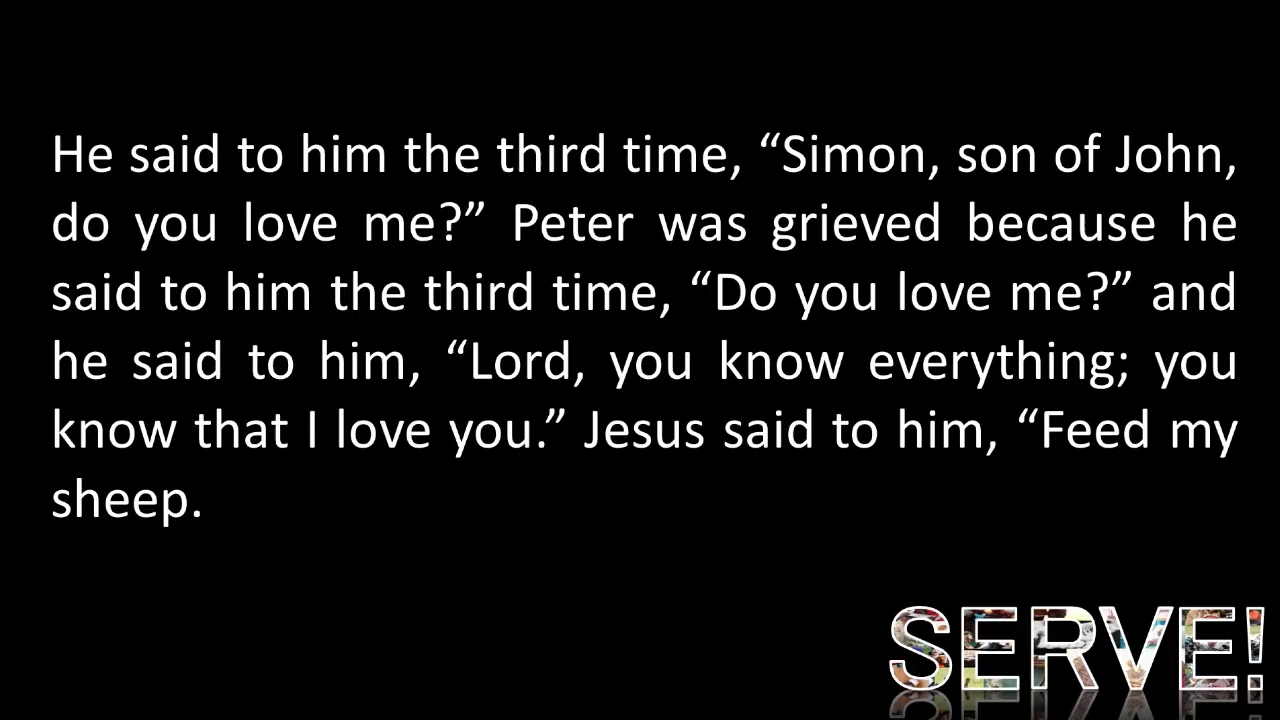 He said to him the third time, “Simon, son of John,
do you love me?” Peter was grieved because he
said to him the third time, “Do you love me?” and
he said to him, “Lord, you know everything; you
know that I love you.” Jesus said to him, “Feed my
sheep.
SERVE!